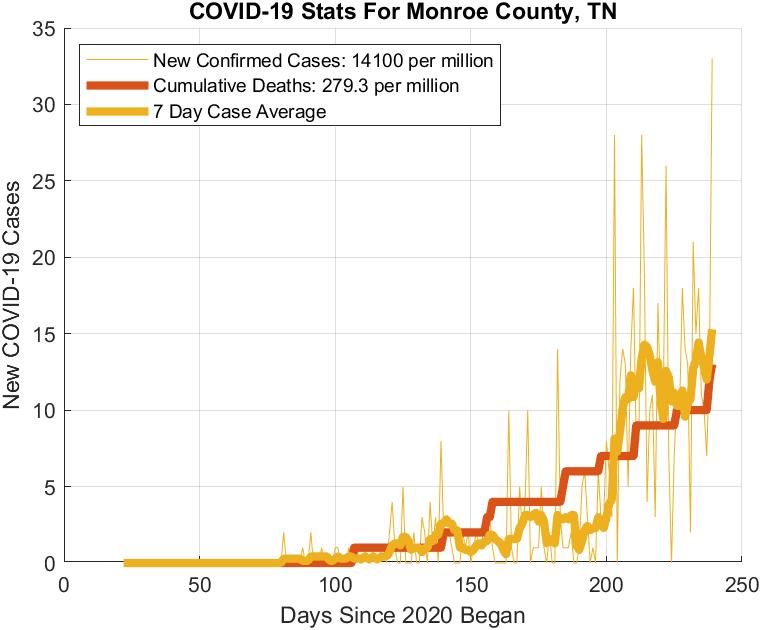 COVID-19 Stats For Monroe County, TN
New Confirmed Cases: 14100 per million
Cumulative Deaths: 279.3 per million
7 Day Case Average
New COVID-19 Cases
35
30
25
20
15
10
5
0
0 50 100 150 200 250
Days Since 2020 Began